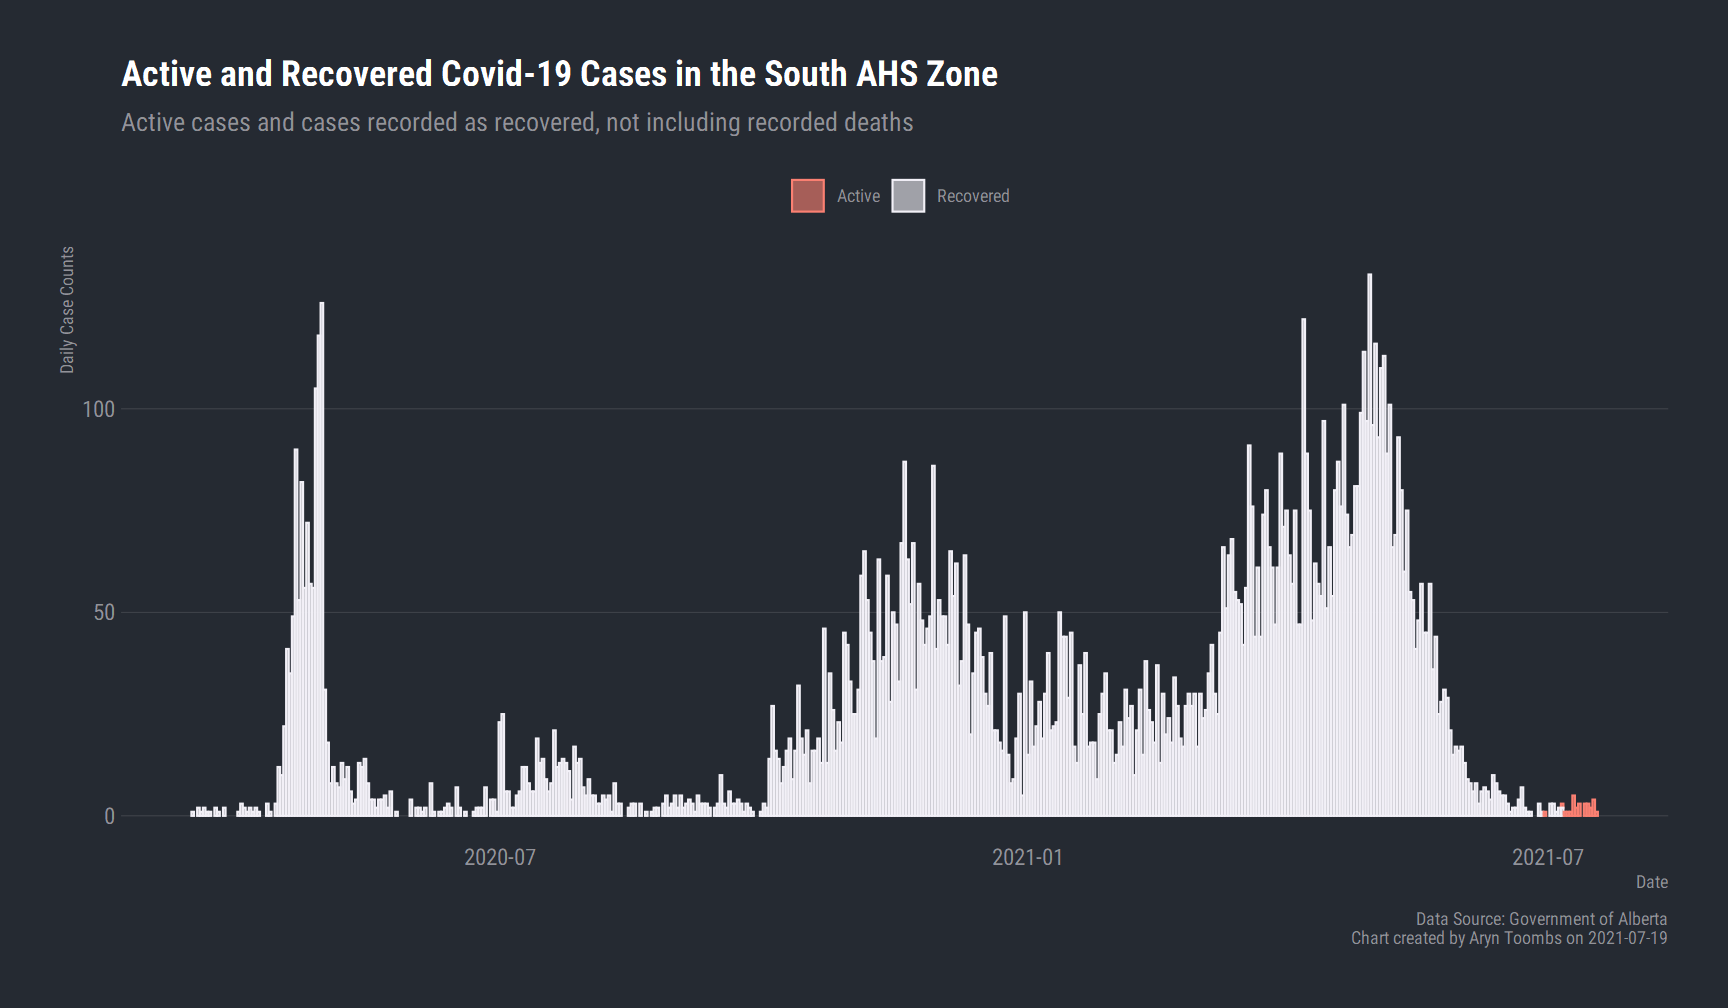 Active and Recovered Covid-19 Cases in the South AHS Zone
Active cases and cases recorded as recovered, not including recorded deaths
Active
Recovered
Daily Case Counts
100
50
0
2020-07
2021-01
2021-07
Date
Data Source: Government of Alberta
Chart created by Aryn Toombs on 2021-07-19